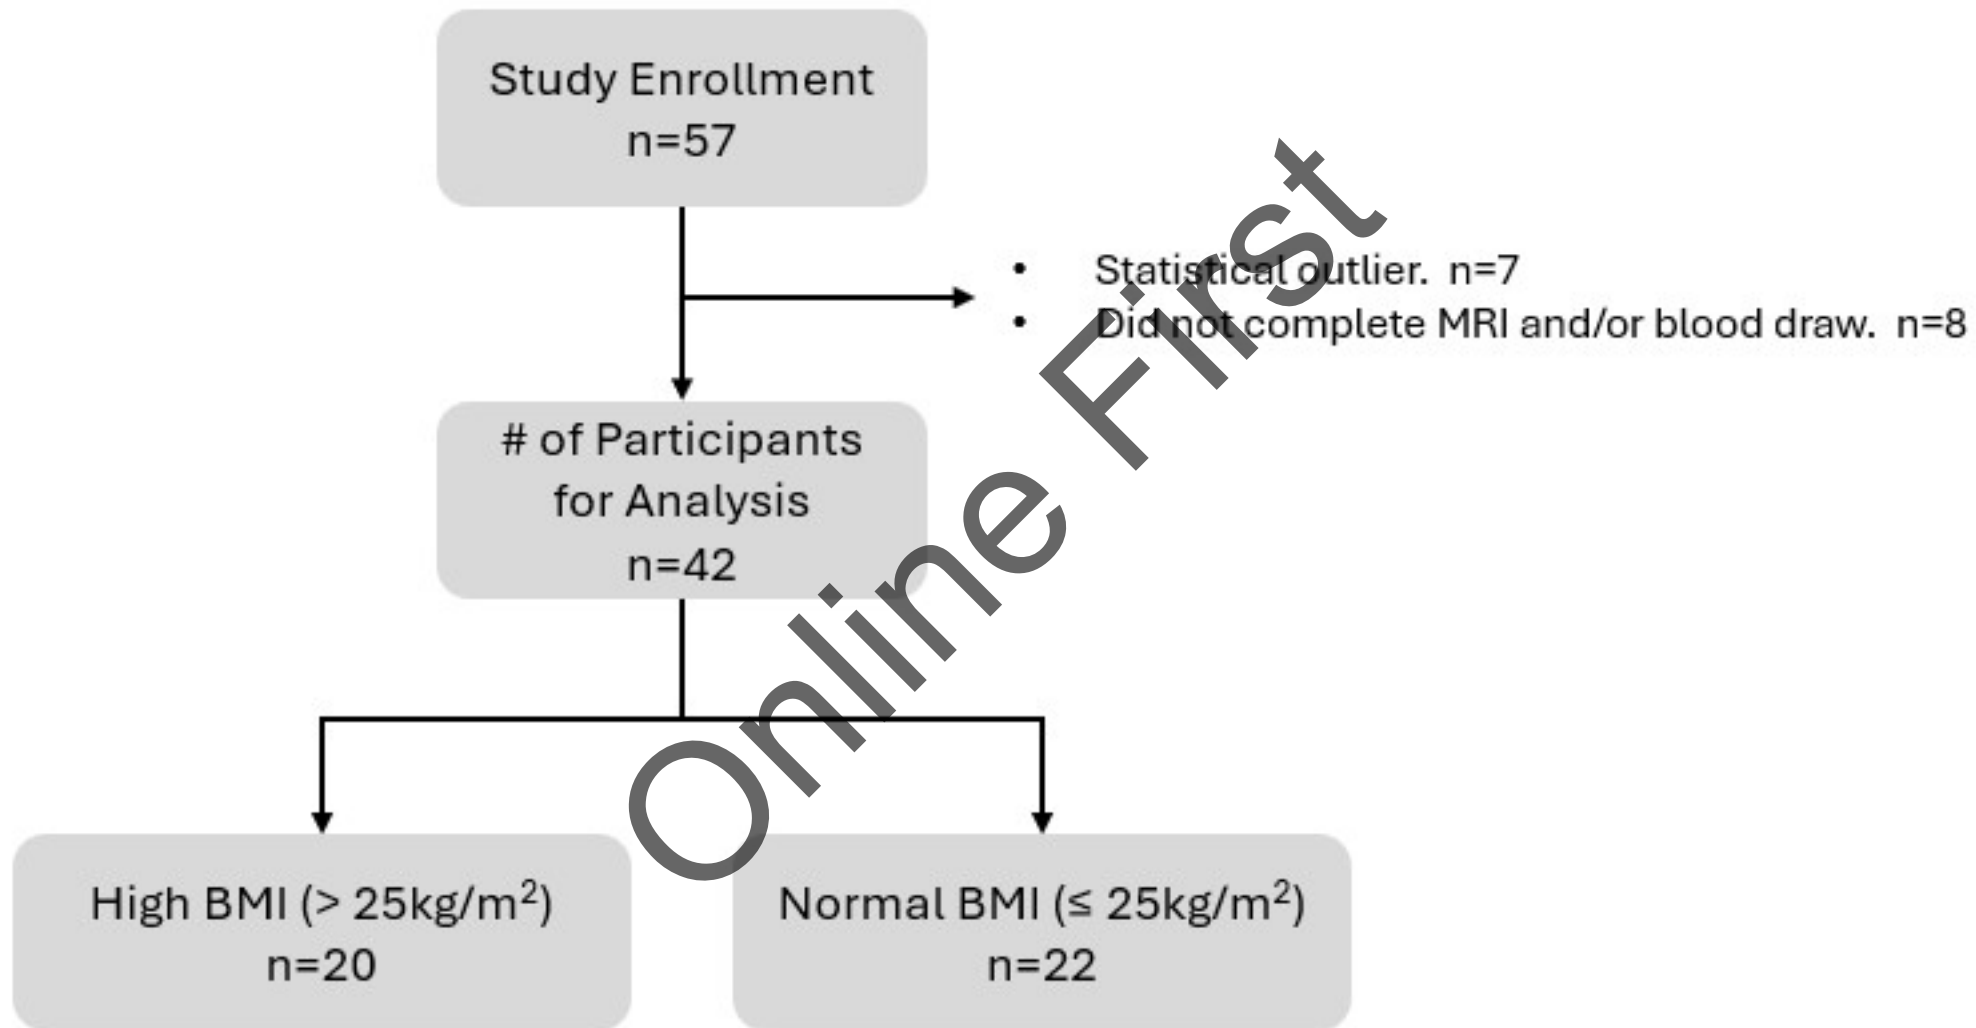 Study Enrollment
n=57
• Statistical outlier. n=7
• Did not complete MRI and/or blood draw. n=8
# of Participants
for Analysis
n=42
Online First
High BMI (> 25kg/m²)
n=20
Normal BMI (≤ 25kg/m²)
n=22